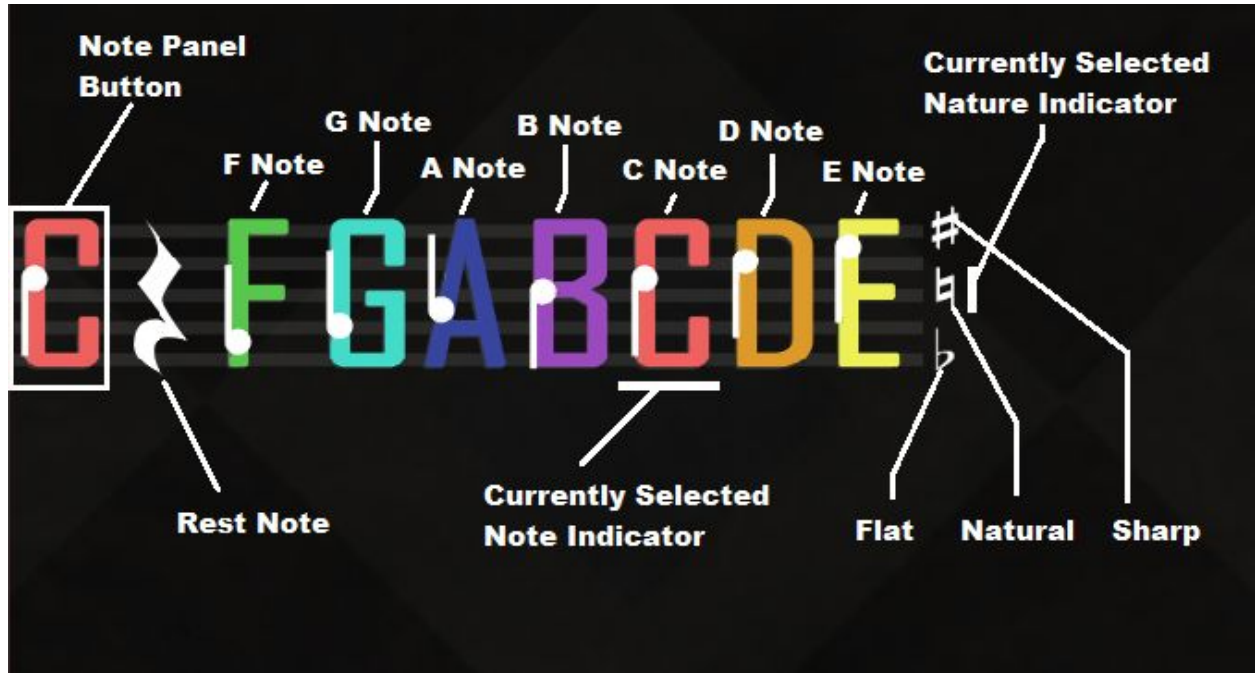 Note Panel
Button
Currently Selected
Nature Indicator
G Note
B Note
D Note
F Note
A Note
C Note
E Note
C
F G A B C D E
♯
♮
♭
Rest Note
Currently Selected
Note Indicator
Flat
Natural
Sharp